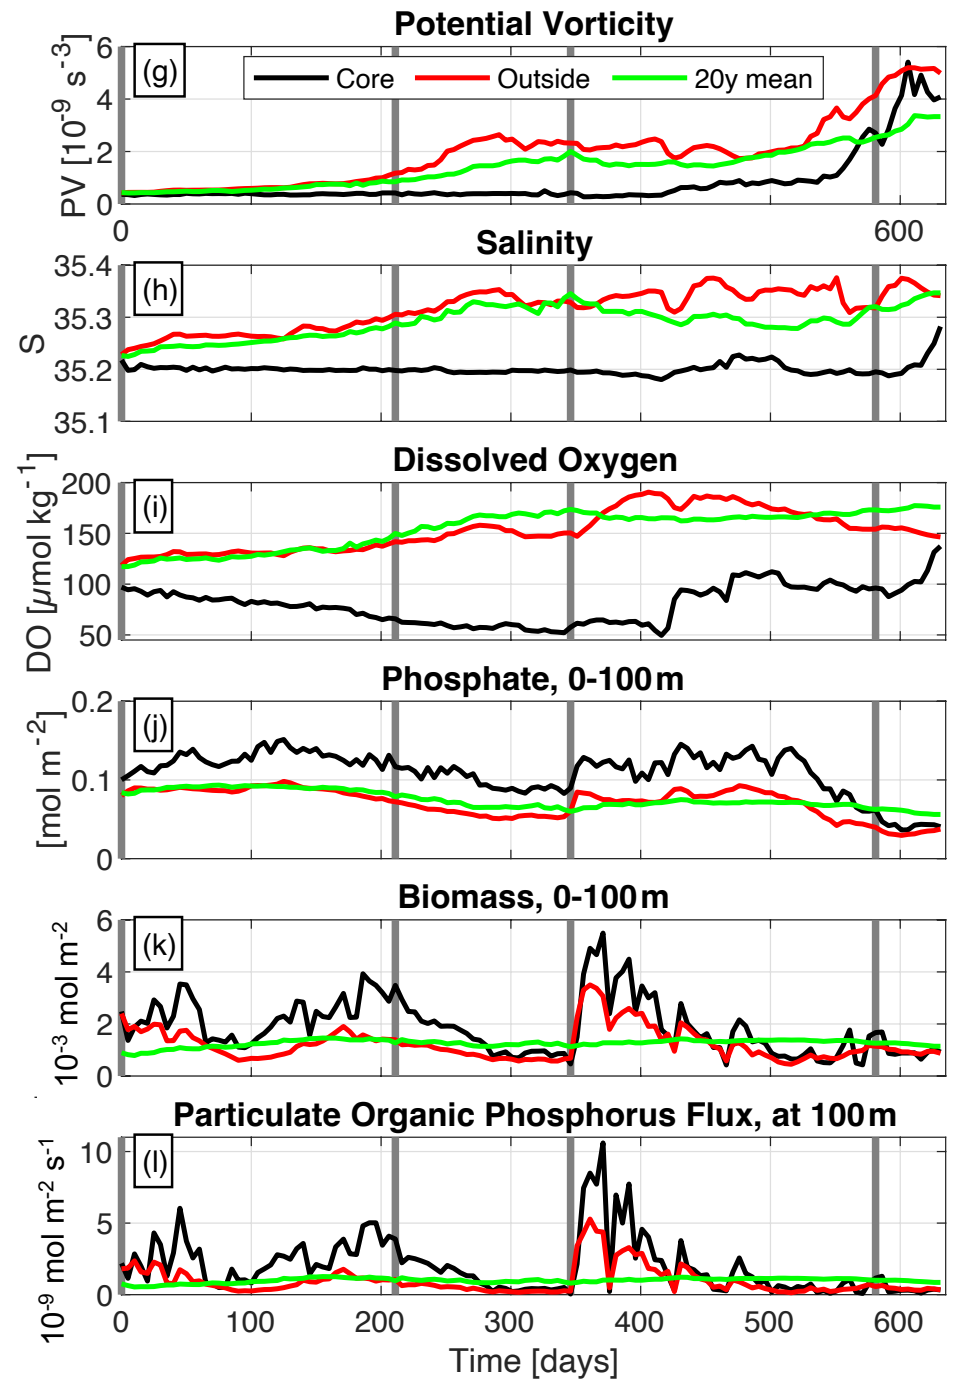 Potential Vorticity
(g)
Core
Outside
20y mean
PV [10⁻⁹ s⁻³]
6
4
2
0
0
600
Salinity
(h)
S
35.4
35.3
35.2
35.1
Dissolved Oxygen
(i)
DO [µmol kg⁻¹]
200
150
100
50
Phosphate, 0-100 m
(j)
[mol m⁻²]
0.2
0.1
0
Biomass, 0-100 m
(k)
10⁻³ mol m⁻²
6
4
2
0
Particulate Organic Phosphorus Flux, at 100 m
(l)
10⁻⁹ mol m⁻² s⁻¹
10
5
0
0 100 200 300 400 500 600
Time [days]